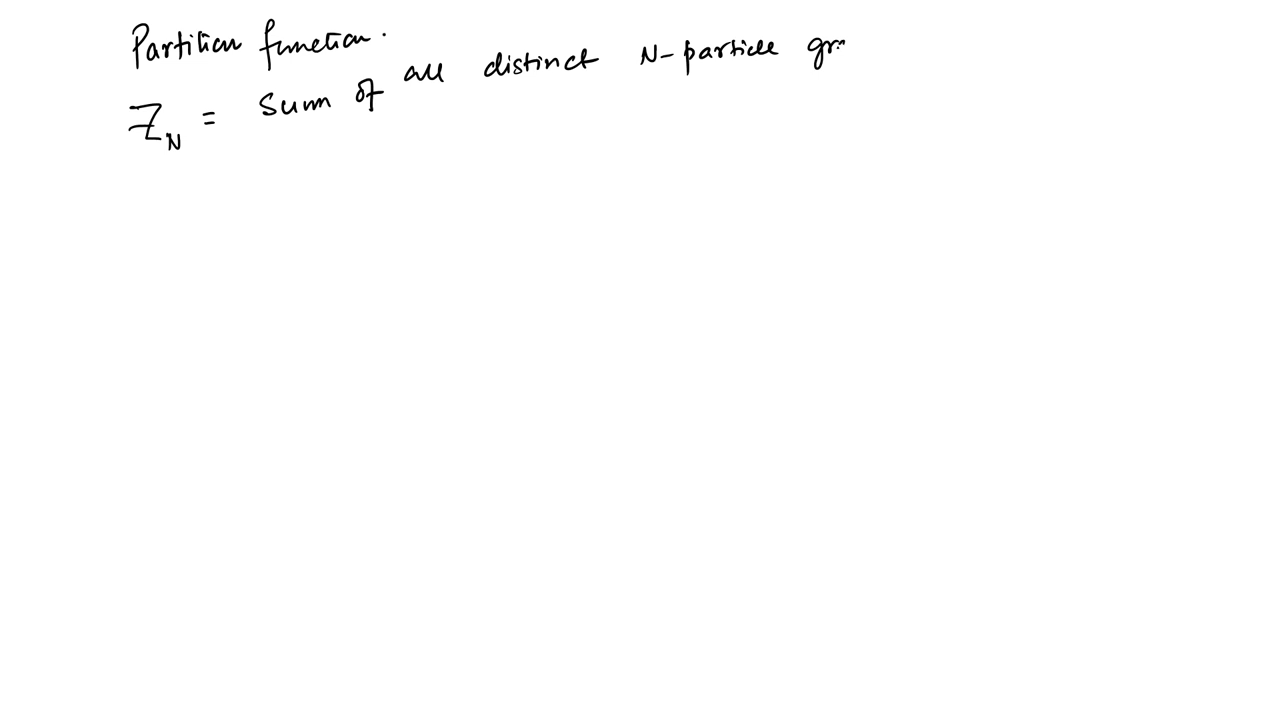 Partition function.
Z_N = Sum of all distinct N-particle